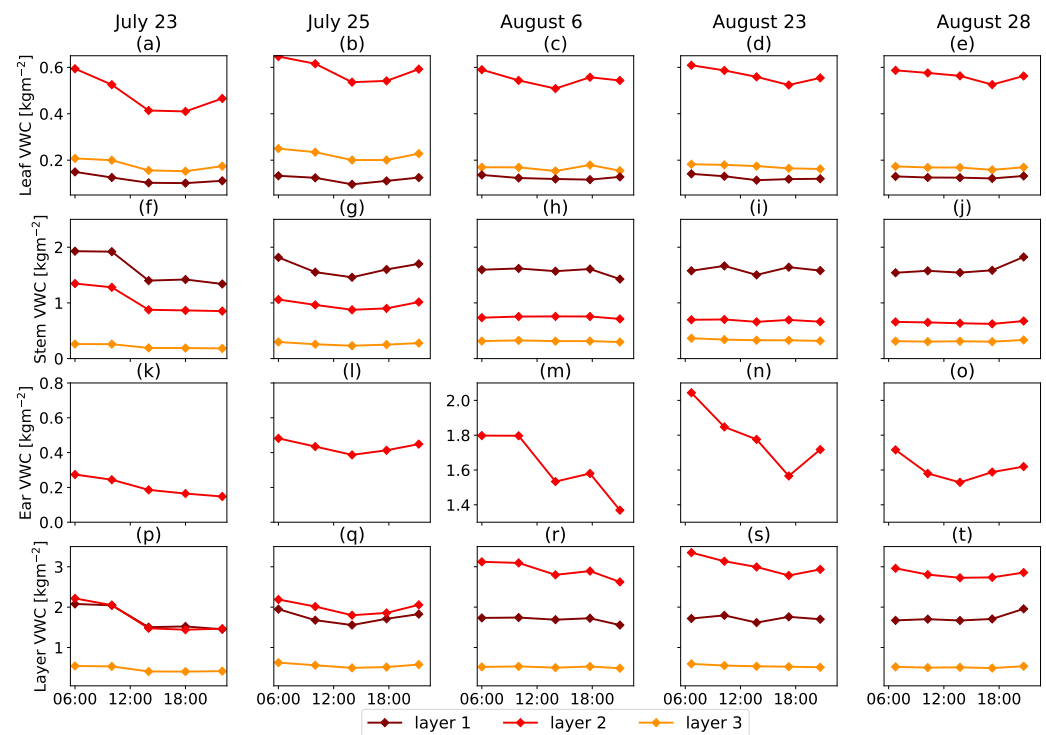 July 23 July 25 August 6 August 23 August 28
(a) (b) (c) (d) (e)
Leaf VWC [kgm⁻²]
0.6
0.4
0.2
(f) (g) (h) (i) (j)
Stem VWC [kgm⁻²]
2
1
0
(k) (l) (m) (n) (o)
Ear VWC [kgm⁻²]
0.8
0.6
0.4
0.2
0.0
2.0
1.8
1.6
1.4
(p) (q) (r) (s) (t)
Layer VWC [kgm⁻²]
3
2
1
06:00 12:00 18:00 06:00 12:00 18:00 06:00 12:00 18:00 06:00 12:00 18:00 06:00 12:00 18:00
layer 1 layer 2 layer 3